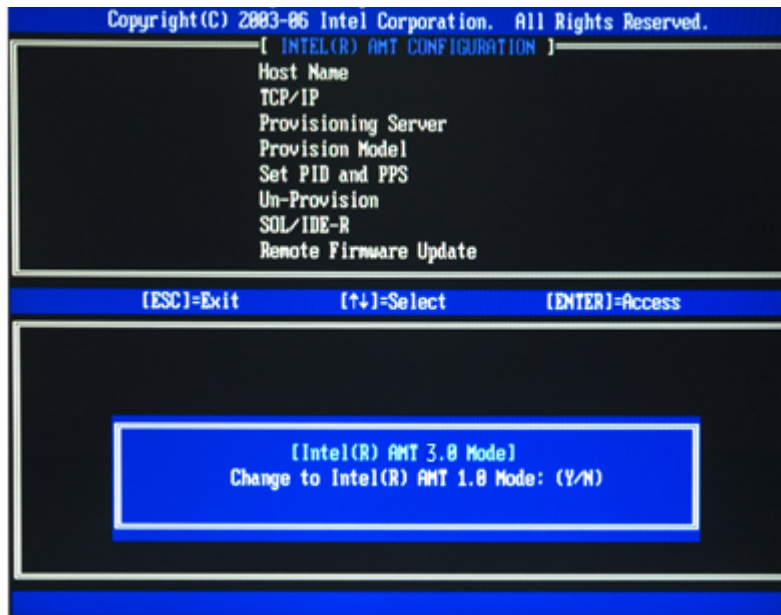 Copyright(C) 2003-06 Intel Corporation. All Rights Reserved.
[ INTEL(R) AMT CONFIGURATION ]
Host Name
TCP/IP
Provisioning Server
Provision Model
Set PID and PPS
Un-Provision
SOL/IDE-R
Remote Firmware Update
[ESC]=Exit [↑↓]=Select [ENTER]=Access
[Intel(R) AMT 3.0 Mode]
Change to Intel(R) AMT 1.0 Mode: (Y/N)